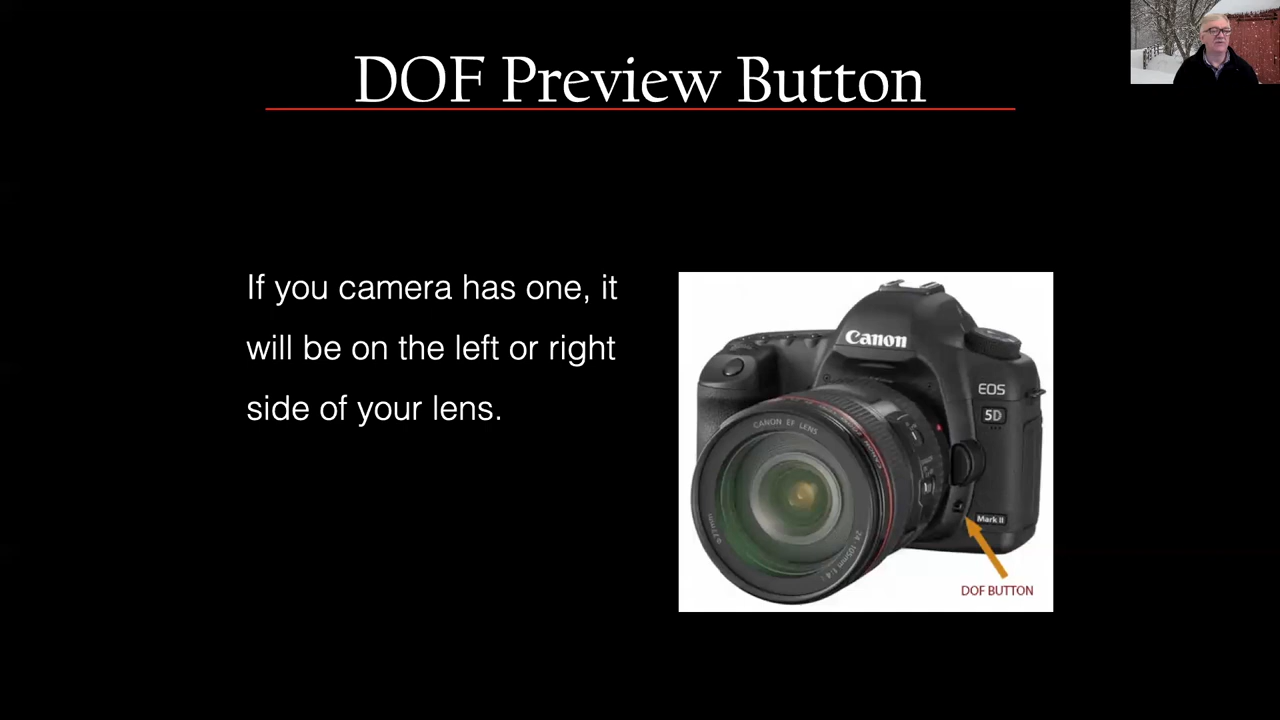 DOF Preview Button
If you camera has one, it
will be on the left or right
side of your lens.
Canon
EOS
5D
CANON EF LENS
Mark II
DOF BUTTON